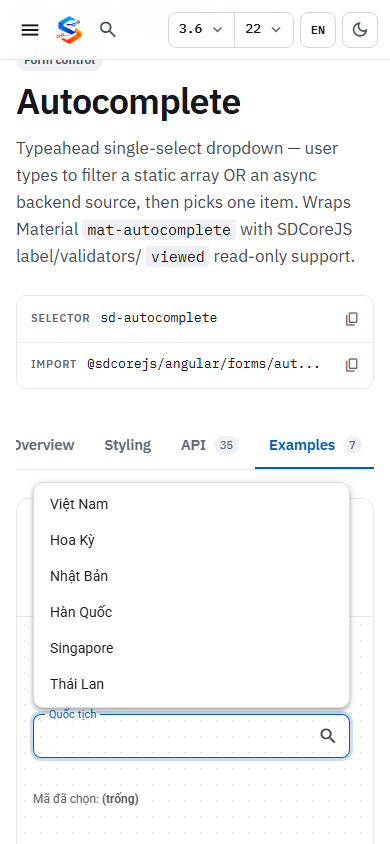 3.6 22 EN
Form control
Autocomplete
Typeahead single-select dropdown — user
types to filter a static array OR an async
backend source, then picks one item. Wraps
Material mat-autocomplete with SDCoreJS
label/validators/ viewed read-only support.
SELECTOR sd-autocomplete
IMPORT @sdcorejs/angular/forms/aut...
Overview Styling API 35 Examples 7
Việt Nam
Hoa Kỳ
Nhật Bản
Hàn Quốc
Singapore
Thái Lan
Quốc tịch
Mã đã chọn: (trống)